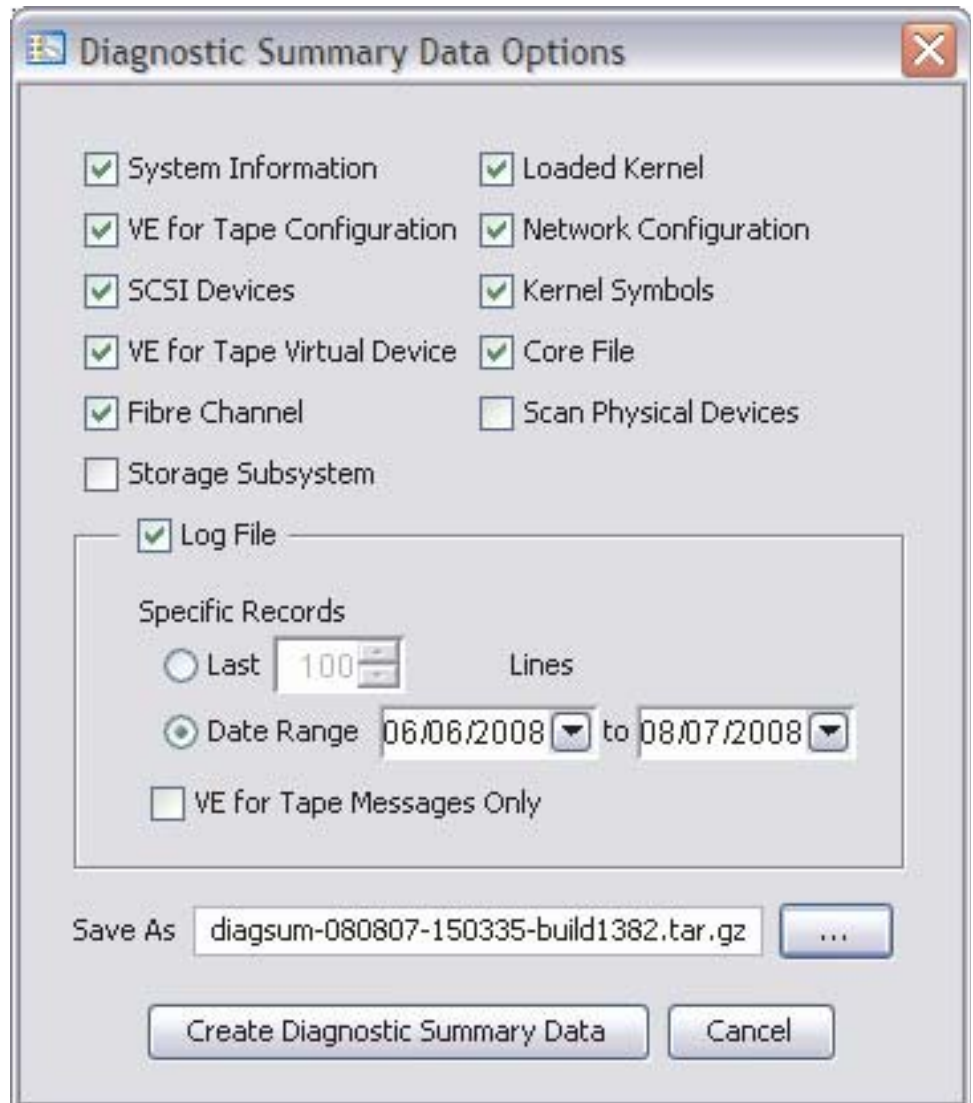 Diagnostic Summary Data Options
System Information
Loaded Kernel
VE for Tape Configuration
Network Configuration
SCSI Devices
Kernel Symbols
VE for Tape Virtual Device
Core File
Fibre Channel
Scan Physical Devices
Storage Subsystem
Log File
Specific Records
Last 100 Lines
Date Range 06/06/2008 to 08/07/2008
VE for Tape Messages Only
Save As diagsum-080807-150335-build1382.tar.gz ...
Create Diagnostic Summary Data
Cancel